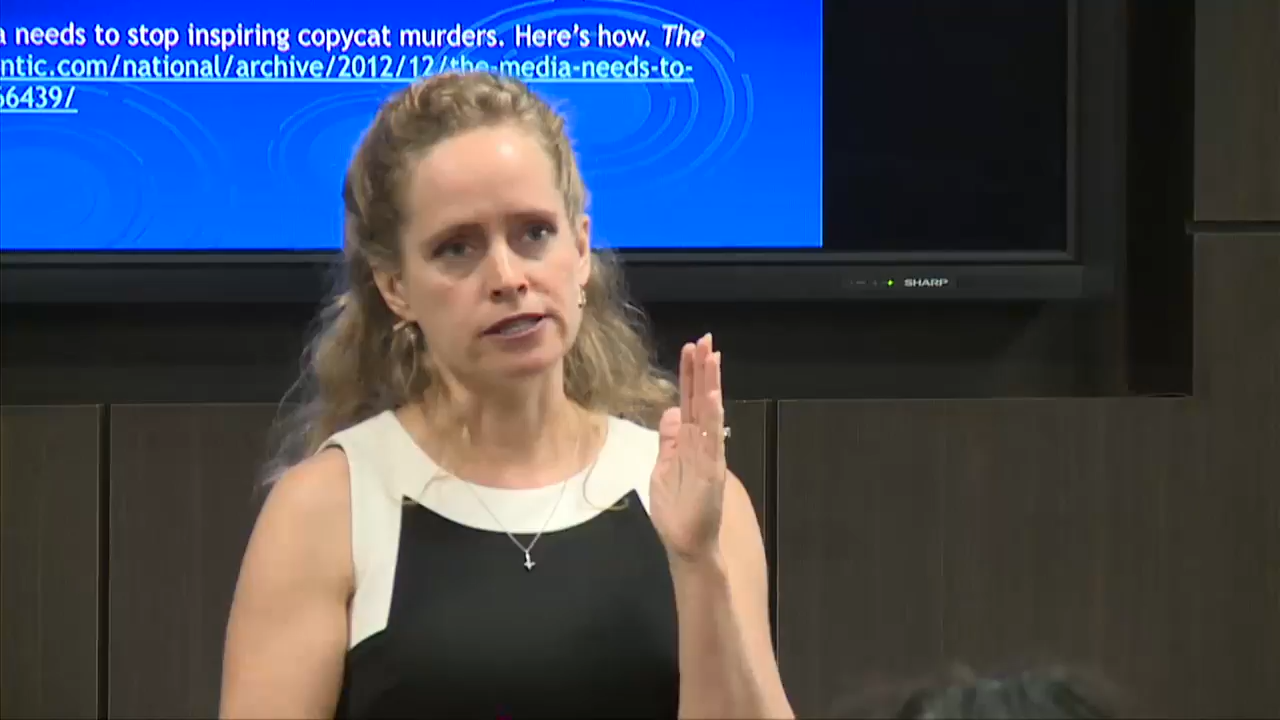 a needs to stop inspiring copycat murders. Here's how. The
ntic.com/national/archive/2012/12/the-media-needs-to-
66439/
SHARP